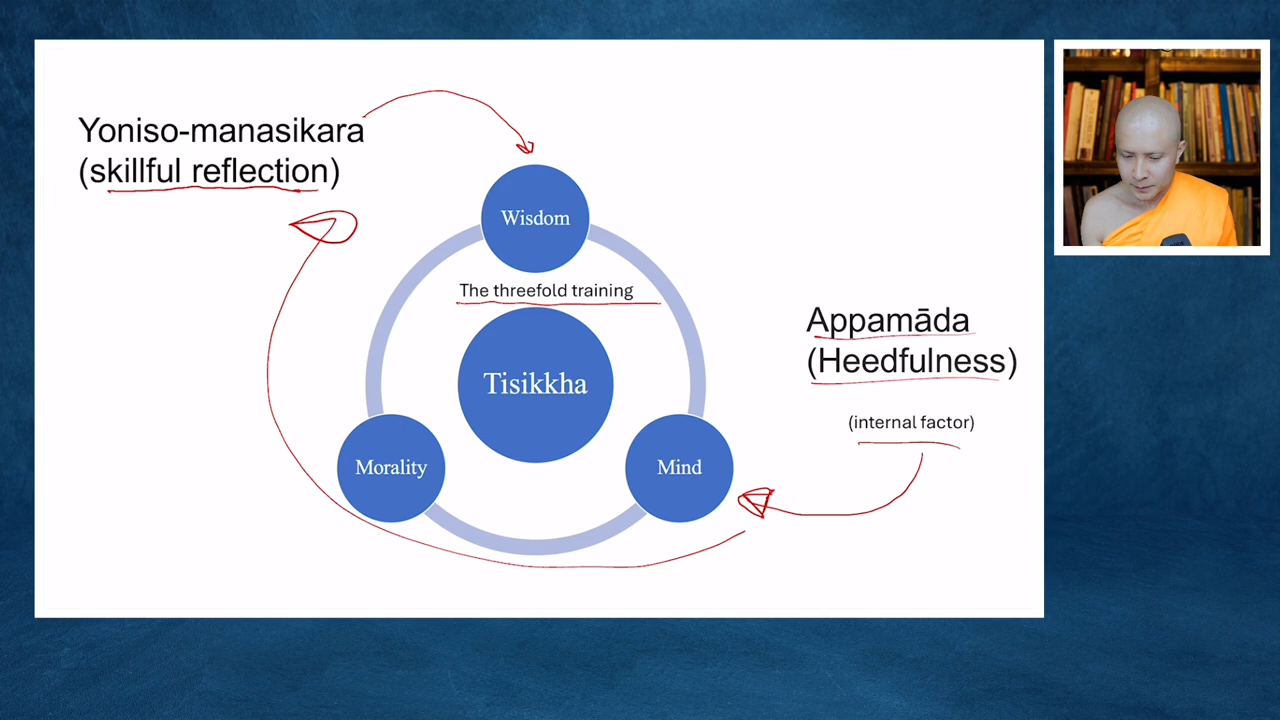 Yoniso-manasikara
(skillful reflection)
Wisdom
The threefold training
Tisikkha
Morality
Mind
Appamāda
(Heedfulness)
(internal factor)